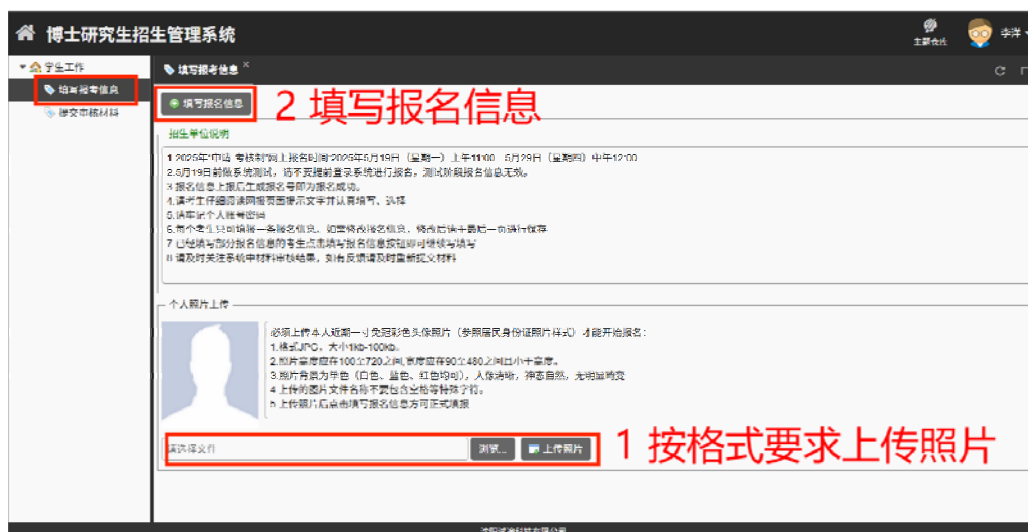 博士研究生招生管理系统
主题仓库
李洋
学生工作
填写报考信息
填写报考信息
提交审核材料
填写报名信息
2 填写报名信息
招生单位说明
1.2025年"申请-考核制"网上报名时间:2025年5月19日（星期一）上午11:00—5月29日（星期四）中午12:00
2.5月19日前做系统测试，请不要提前登录系统进行报名，测试阶段报名信息无效。
3.报名信息上报后生成报名号即为报名成功。
4.请考生仔细阅读网报页面提示文字并认真填写、选择
5.请牢记个人账号密码
6.每个考生只可填报一条报名信息，如需修改报名信息，修改后请于最后一页进行保存
7.已经填写部分报名信息的考生点击填写报名信息按钮即可继续写填写
8.请及时关注系统中材料审核结果，如有反馈请及时重新提交材料
个人照片上传
必须上传本人近期一寸免冠彩色头像照片（参照居民身份证照片样式）才能开始报名：
1.格式JPG，大小1kb-100kb。
2.照片高度应在100至720之间,宽度应在90至480之间且小于高度。
3.照片背景为单色（白色、蓝色、红色均可），人像清晰，神态自然，无明显畸变
4.上传的图片文件名称不要包含空格等特殊字符。
5.上传照片后点击填写报名信息方可正式填报
请选择文件
浏览...
上传照片
1 按格式要求上传照片